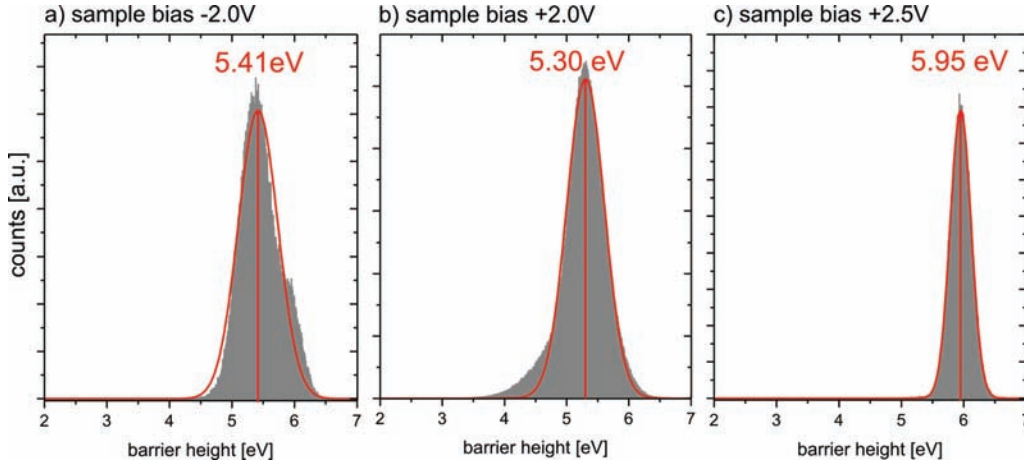 a) sample bias -2.0V
b) sample bias +2.0V
c) sample bias +2.5V
5.41eV
5.30 eV
5.95 eV
counts [a.u.]
2 3 4 5 6 7
2 3 4 5 6 7
2 3 4 5 6 7
barrier height [eV]
barrier height [eV]
barrier height [eV]